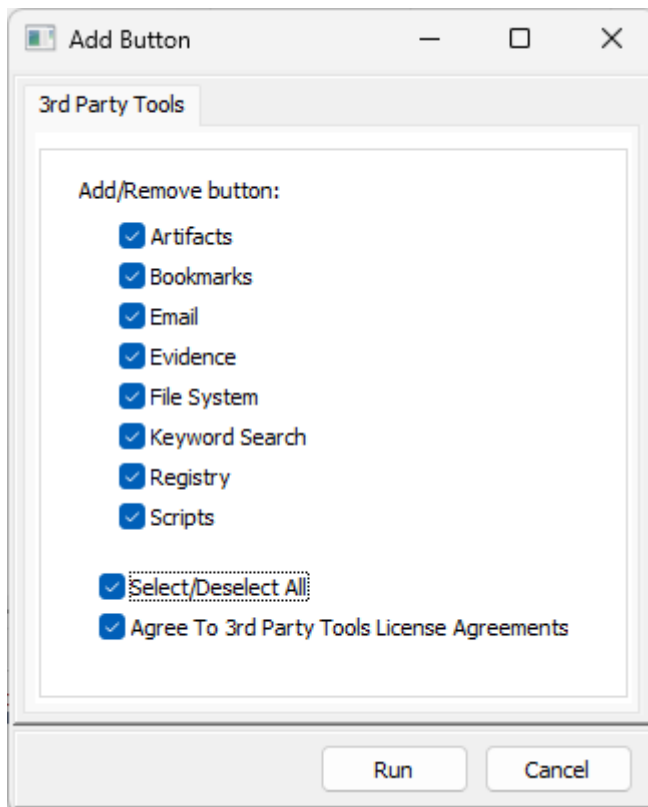 Add Button
3rd Party Tools
Add/Remove button:
Artifacts
Bookmarks
Email
Evidence
File System
Keyword Search
Registry
Scripts
Select/Deselect All
Agree To 3rd Party Tools License Agreements
Run Cancel